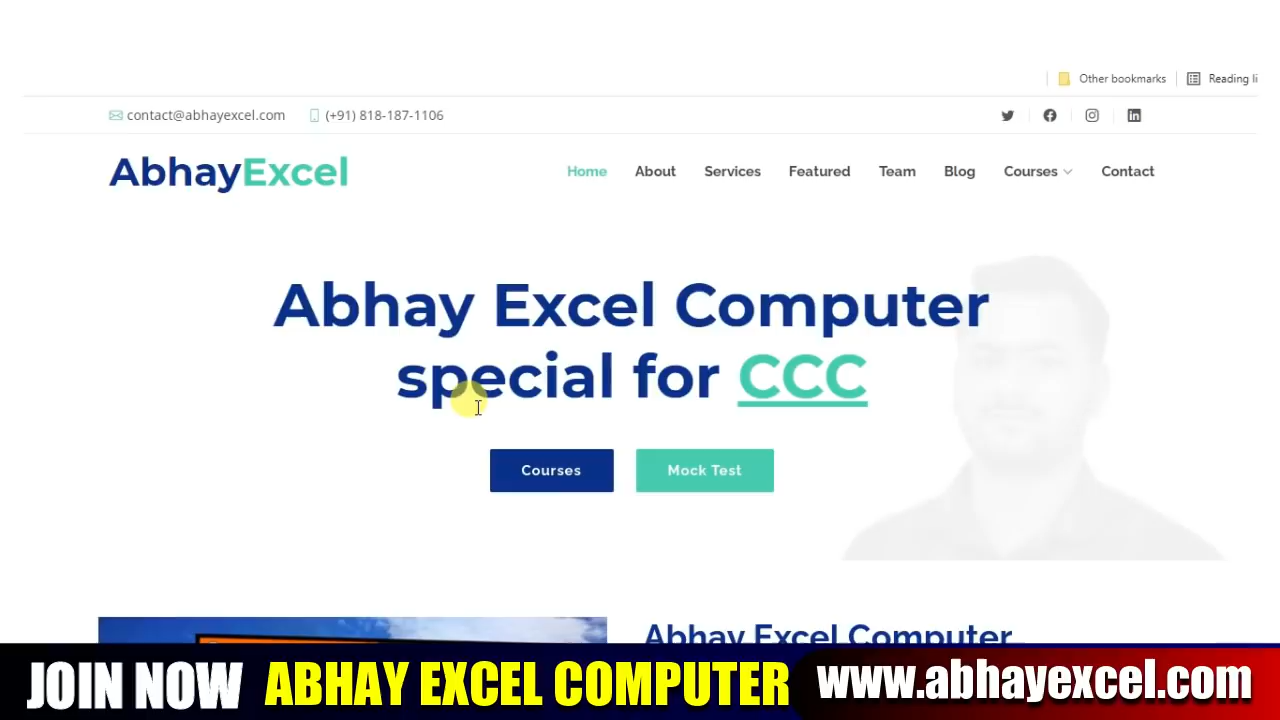 Other bookmarks
Reading li
contact@abhayexcel.com (+91) 818-187-1106
AbhayExcel
Home About Services Featured Team Blog Courses Contact
Abhay Excel Computer
special for CCC
Courses Mock Test
Abhay Excel Computer
JOIN NOW ABHAY EXCEL COMPUTER www.abhayexcel.com